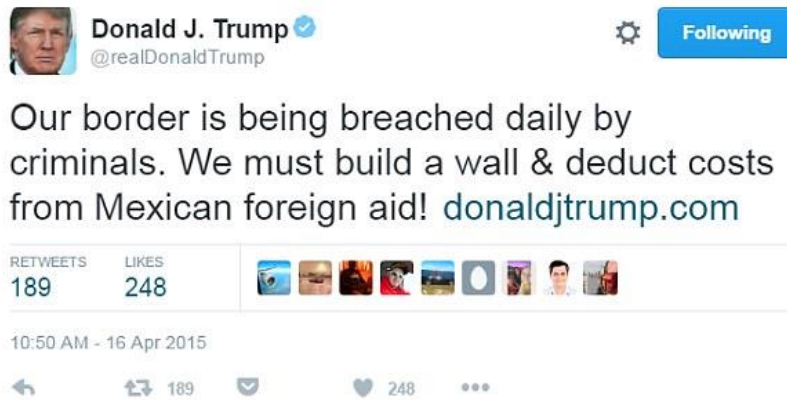 Donald J. Trump
Following
@realDonaldTrump
Our border is being breached daily by
criminals. We must build a wall & deduct costs
from Mexican foreign aid! donaldjtrump.com
RETWEETS LIKES
189 248
10:50 AM - 16 Apr 2015
189 248